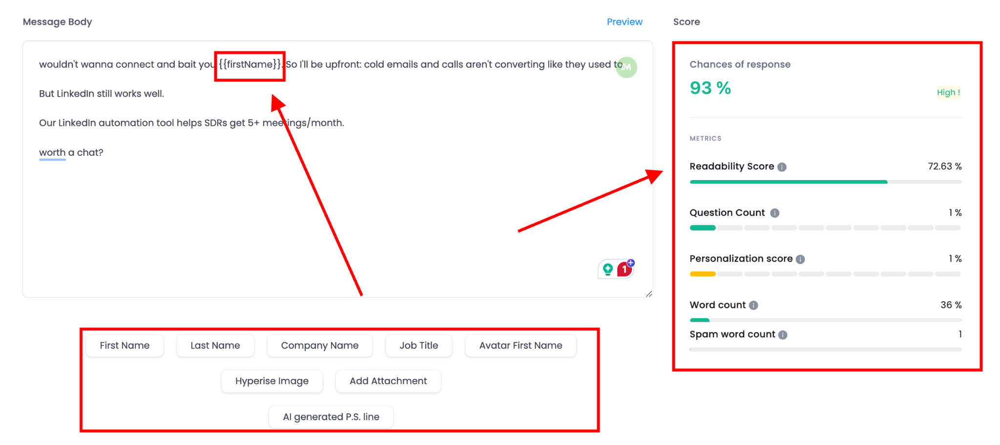 Message Body
Preview
Score
wouldn't wanna connect and bait you {{firstName}}. So I'll be upfront: cold emails and calls aren't converting like they used to
But LinkedIn still works well.
Our LinkedIn automation tool helps SDRs get 5+ meetings/month.
worth a chat?
1
First Name
Last Name
Company Name
Job Title
Avatar First Name
Hyperise Image
Add Attachment
AI generated P.S. line
Chances of response
93 %
High !
METRICS
Readability Score
72.63 %
Question Count
1 %
Personalization score
1 %
Word count
36 %
Spam word count
1